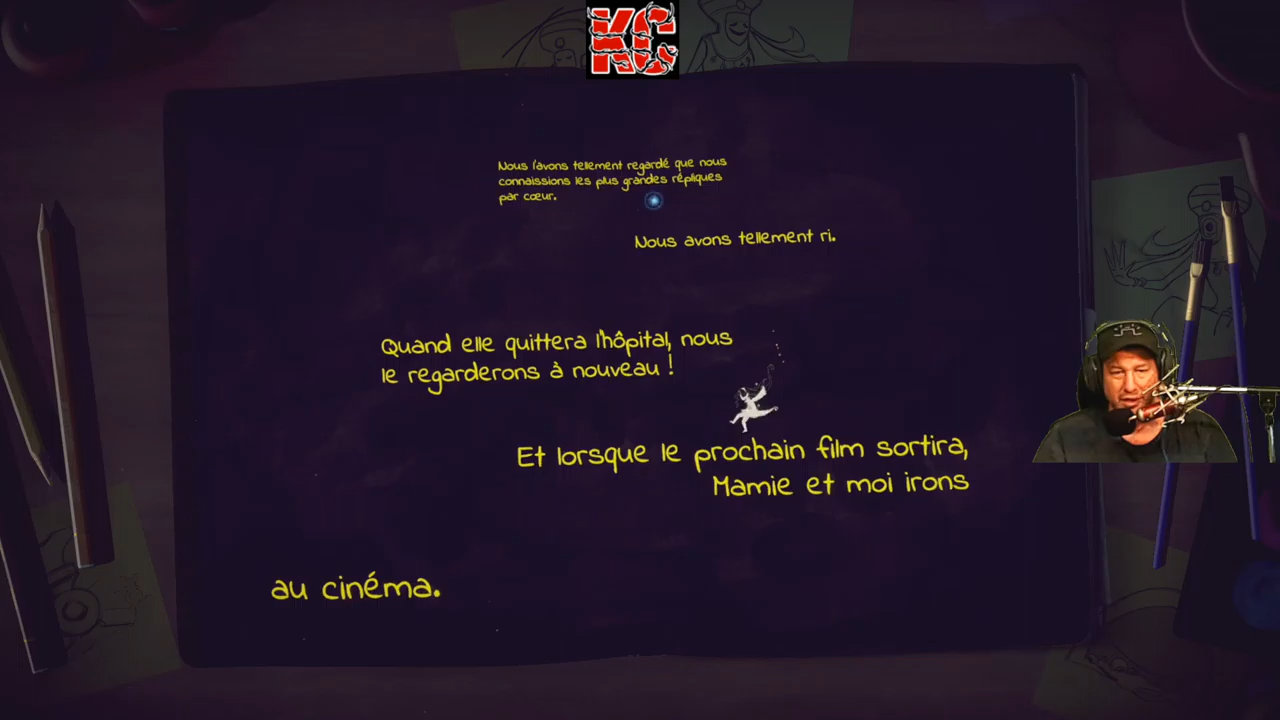 KC
Nous l'avons tellement regardé que nous
connaissions les plus grandes répliques
par cœur.
Nous avons tellement ri.
Quand elle quittera l'hôpital, nous
le regarderons à nouveau !
Et lorsque le prochain film sortira,
Mamie et moi irons
au cinéma.